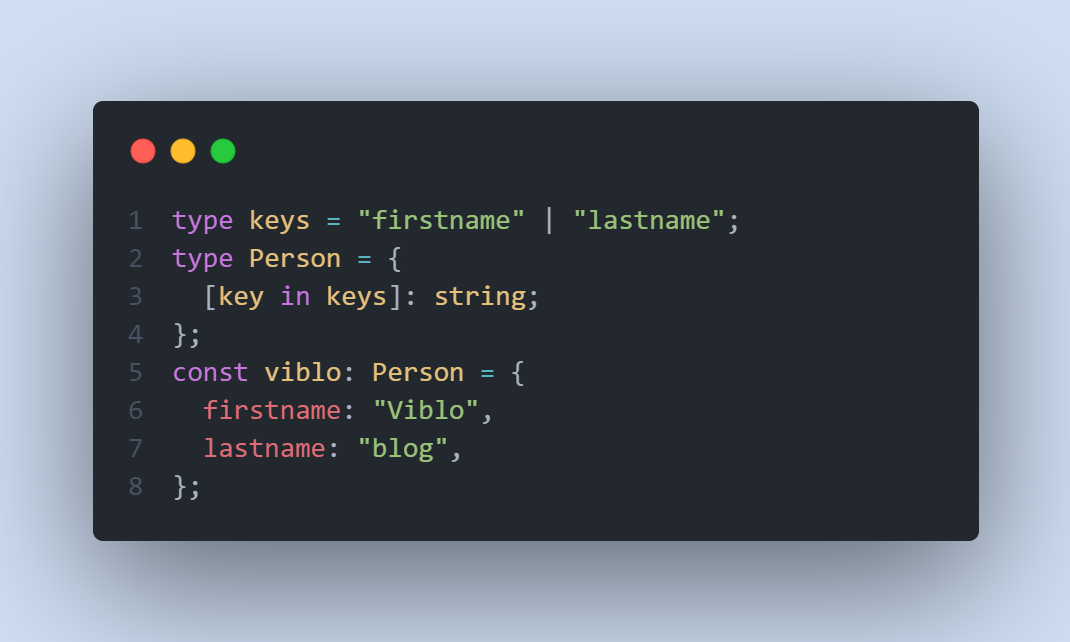 1 type keys = "firstname" | "lastname";
2 type Person = {
3   [key in keys]: string;
4 };
5 const viblo: Person = {
6   firstname: "Viblo",
7   lastname: "blog",
8 };